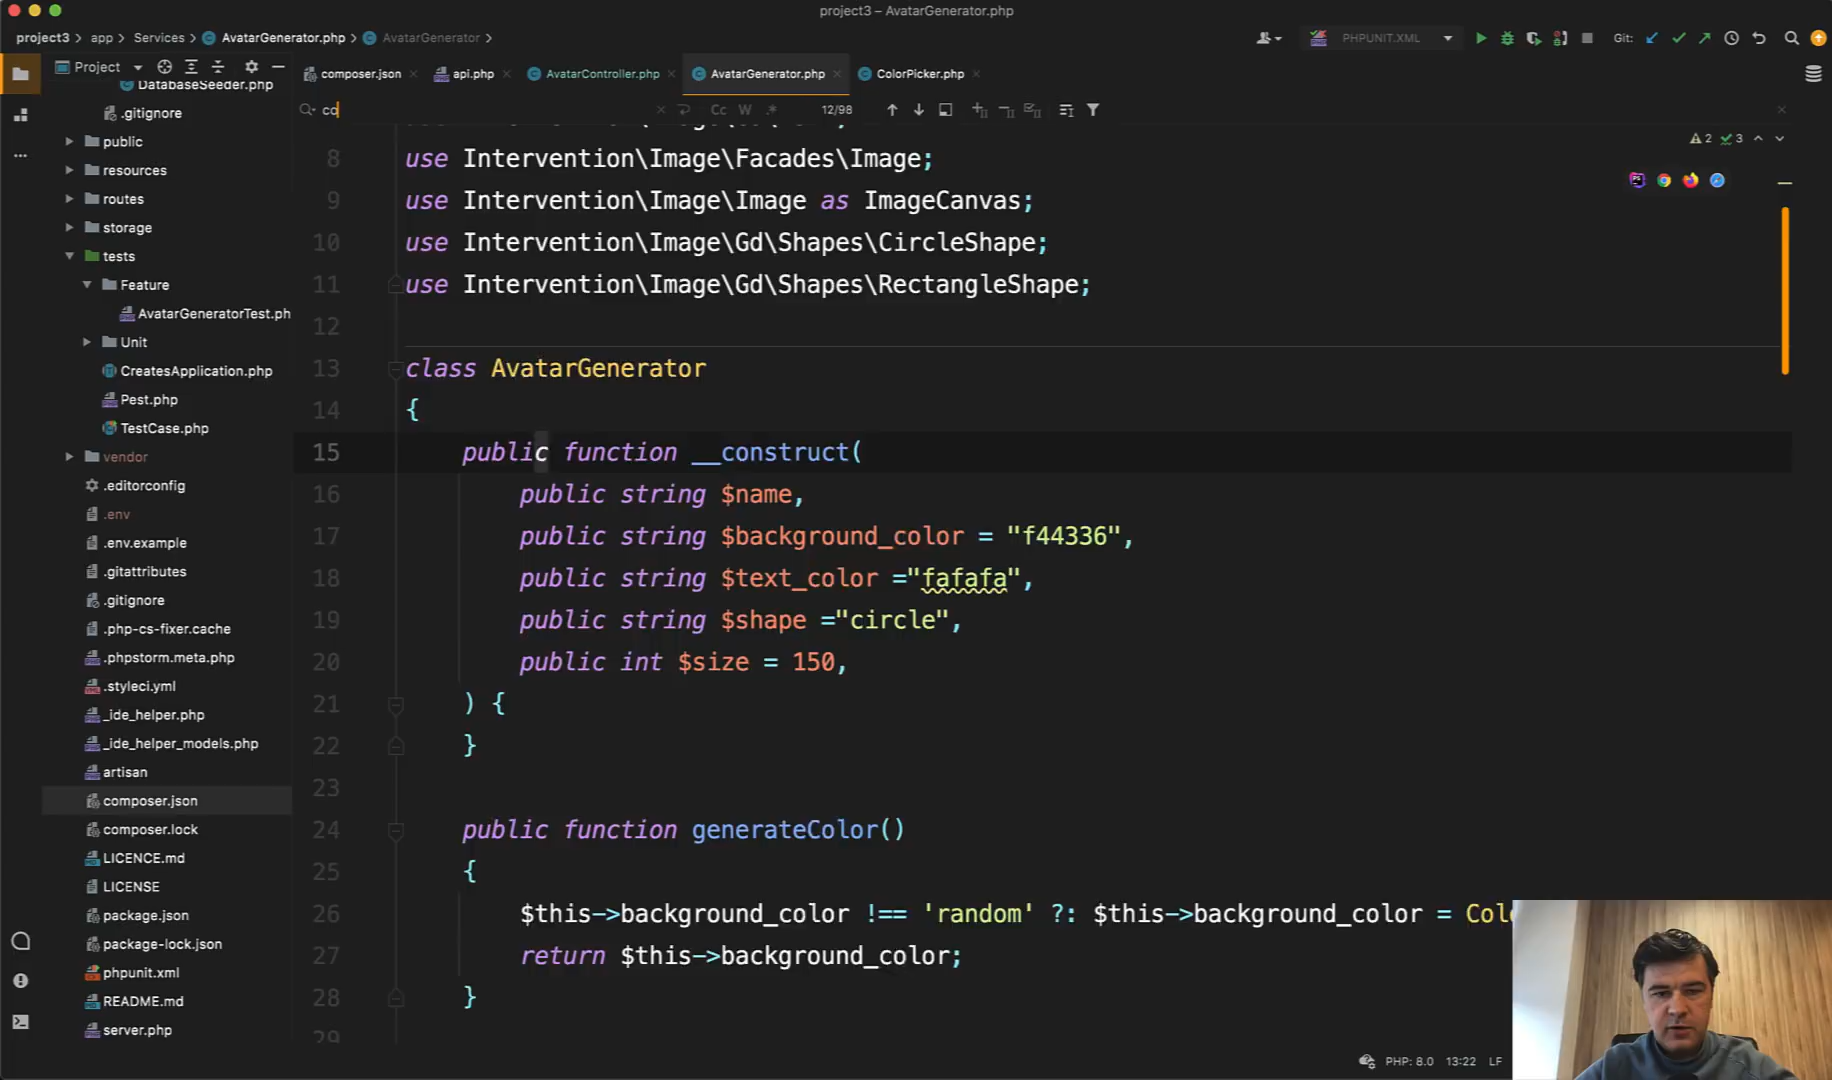 project3 – AvatarGenerator.php
project3 > app > Services > AvatarGenerator.php > AvatarGenerator >
PHPUNIT.XML
Git:
Project
composer.json
api.php
AvatarController.php
AvatarGenerator.php
ColorPicker.php
co
Cc
W
.*
12/98
2
3
DatabaseSeeder.php
.gitignore
public
resources
routes
storage
tests
Feature
AvatarGeneratorTest.ph
Unit
CreatesApplication.php
Pest.php
TestCase.php
vendor
.editorconfig
.env
.env.example
.gitattributes
.gitignore
.php-cs-fixer.cache
.phpstorm.meta.php
.styleci.yml
_ide_helper.php
_ide_helper_models.php
artisan
composer.json
composer.lock
LICENCE.md
LICENSE
package.json
package-lock.json
phpunit.xml
README.md
server.php
8 use Intervention\Image\Facades\Image;
9 use Intervention\Image\Image as ImageCanvas;
10 use Intervention\Image\Gd\Shapes\CircleShape;
11 use Intervention\Image\Gd\Shapes\RectangleShape;
12
13 class AvatarGenerator
14 {
15 public function __construct(
16 public string $name,
17 public string $background_color = "f44336",
18 public string $text_color ="fafafa",
19 public string $shape ="circle",
20 public int $size = 150,
21 ) {
22 }
23
24 public function generateColor()
25 {
26 $this->background_color !== 'random' ?: $this->background_color = Colo
27 return $this->background_color;
28 }
29
PHP: 8.0 13:22 LF